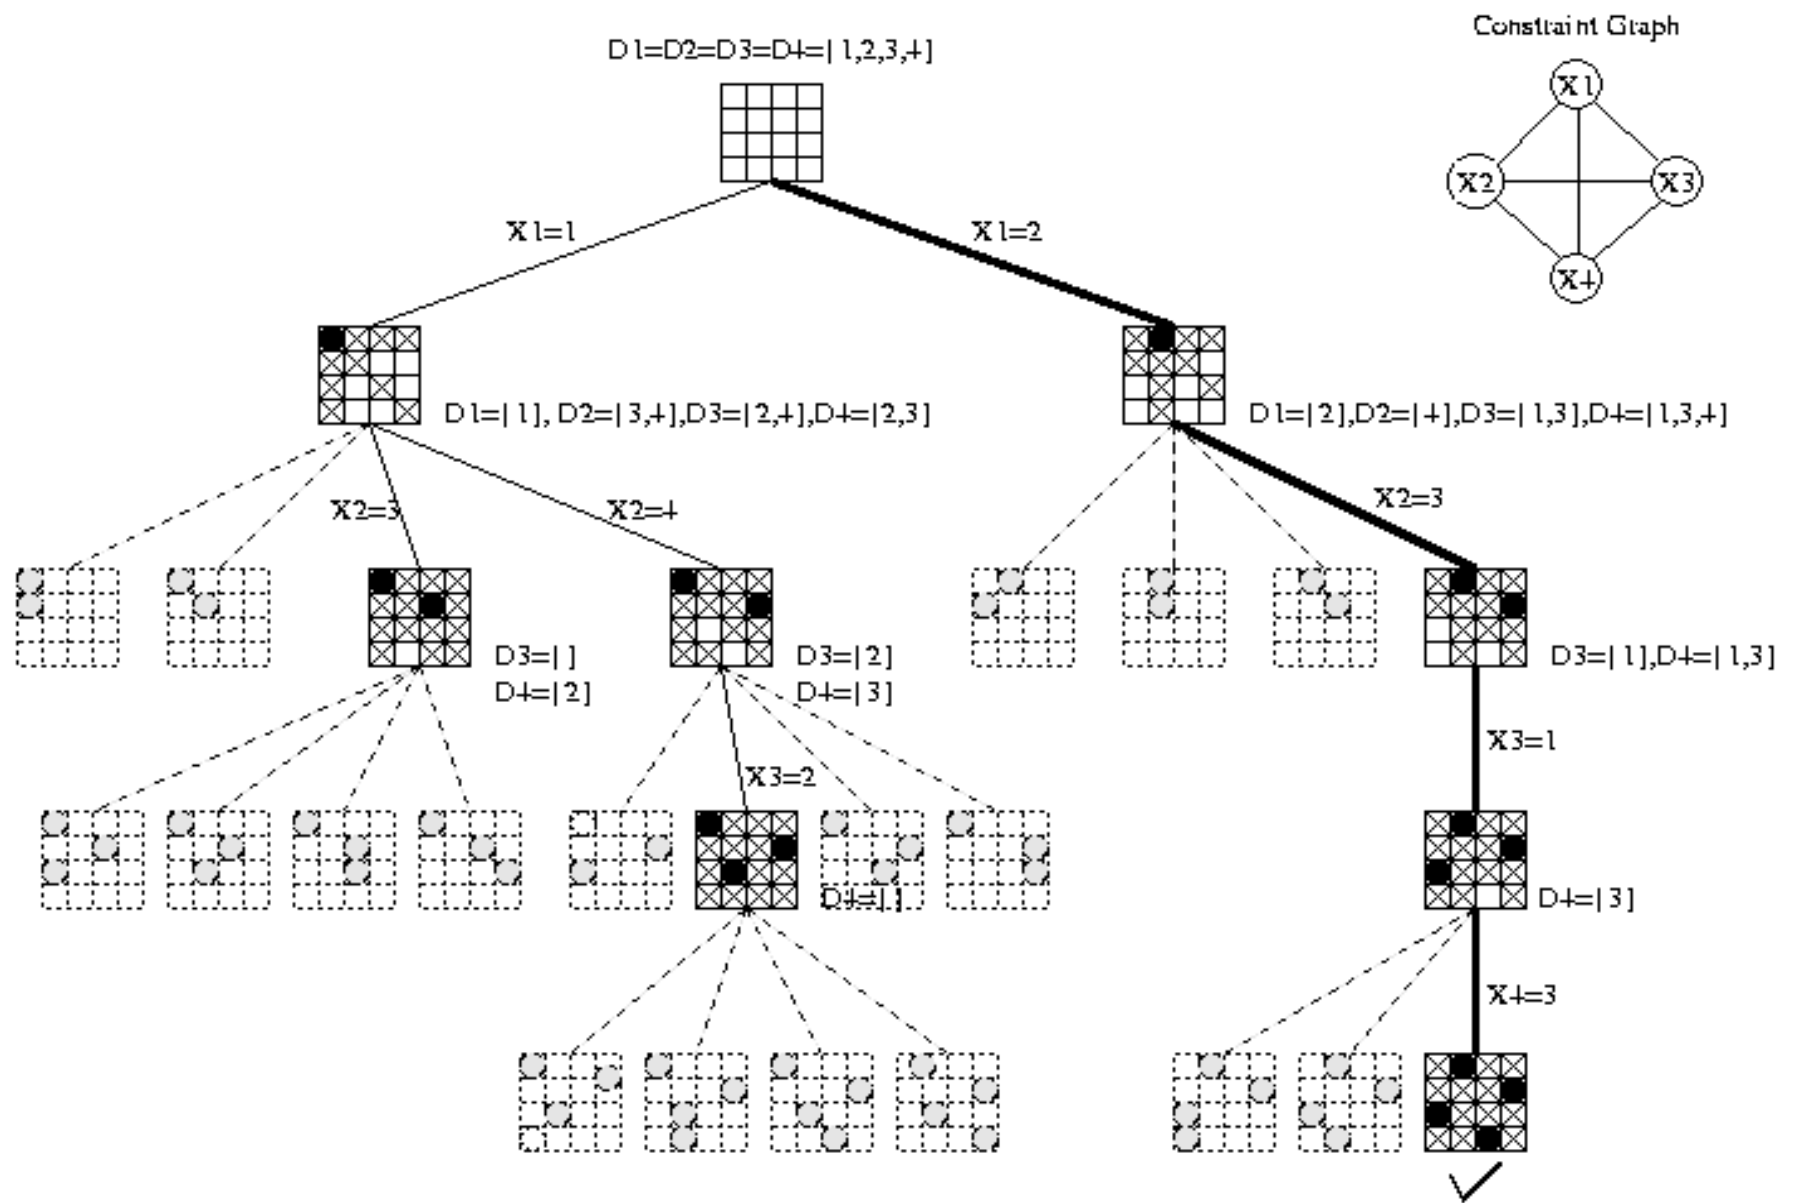 Constraint Graph
D1=D2=D3=D4=[1,2,3,4]
X1
X2
X3
X4
X1=1
X1=2
D1=[1], D2=[3,4],D3=[2,4],D4=[2,3]
D1=[2],D2=[4],D3=[1,3],D4=[1,3,4]
X2=3
X2=4
X2=3
D3=[ ]
D4=[2]
D3=[2]
D4=[3]
D3=[1],D4=[1,3]
X3=2
X3=1
D4=[ ]
D4=[3]
X4=3